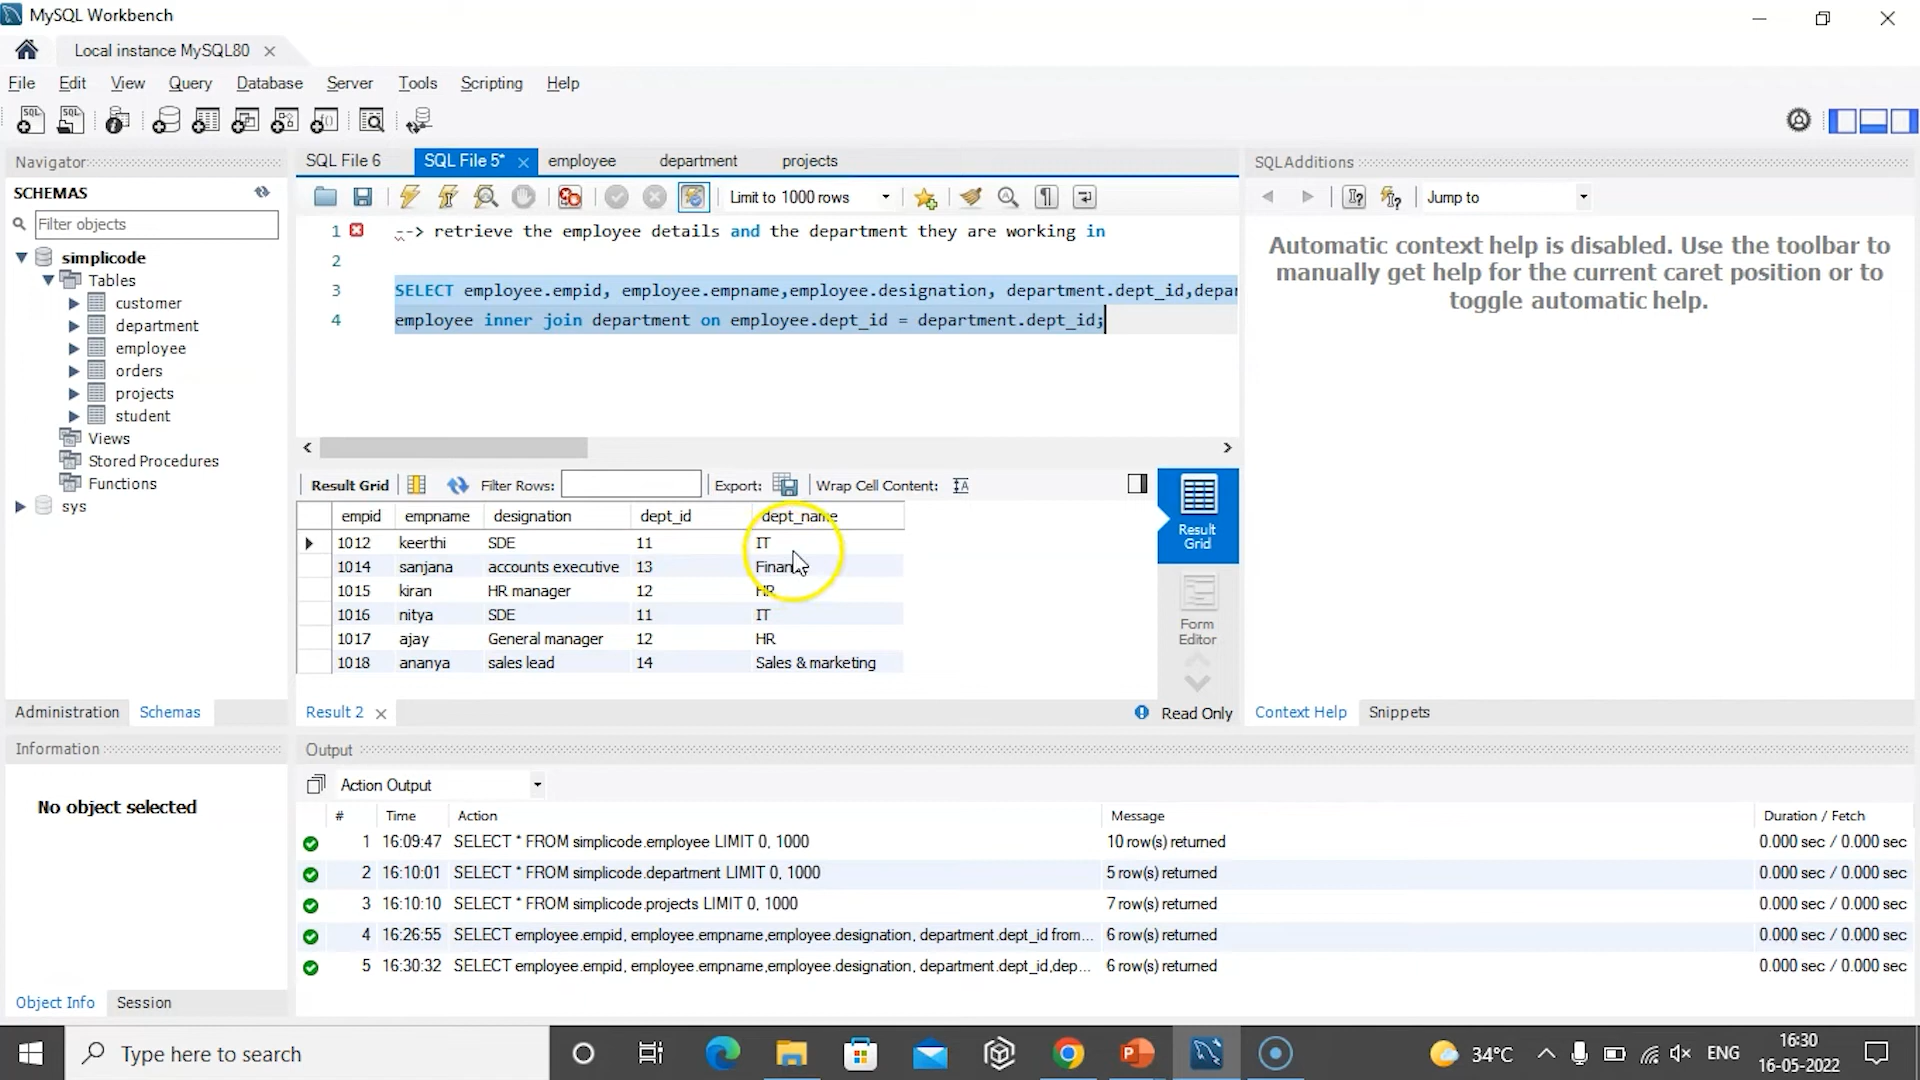 MySQL Workbench
Local instance MySQL80
File Edit View Query Database Server Tools Scripting Help
Navigator
SCHEMAS
Filter objects
simplicode
Tables
customer
department
employee
orders
projects
student
Views
Stored Procedures
Functions
sys
Administration Schemas
Information
No object selected
Object Info Session
SQL File 6 SQL File 5* employee department projects
Limit to 1000 rows
1 --> retrieve the employee details and the department they are working in
2
3 SELECT employee.empid, employee.empname,employee.designation, department.dept_id,depar
4 employee inner join department on employee.dept_id = department.dept_id;
Result Grid Filter Rows: Export: Wrap Cell Content:
empid empname designation dept_id dept_name
1012 keerthi SDE 11 IT
1014 sanjana accounts executive 13
1015 kiran HR manager 12 HR
1016 nitya SDE 11 IT
1017 ajay General manager 12 HR
1018 ananya sales lead 14 Sales & marketing
Result Grid
Form Editor
Result 2 Read Only
SQLAdditions
Jump to
Automatic context help is disabled. Use the toolbar to
manually get help for the current caret position or to
toggle automatic help.
Context Help Snippets
Output
Action Output
# Time Action Message Duration / Fetch
1 16:09:47 SELECT * FROM simplicode.employee LIMIT 0, 1000 10 row(s) returned 0.000 sec / 0.000 sec
2 16:10:01 SELECT * FROM simplicode.department LIMIT 0, 1000 5 row(s) returned 0.000 sec / 0.000 sec
3 16:10:10 SELECT * FROM simplicode.projects LIMIT 0, 1000 7 row(s) returned 0.000 sec / 0.000 sec
4 16:26:55 SELECT employee.empid, employee.empname,employee.designation, department.dept_id from... 6 row(s) returned 0.000 sec / 0.000 sec
5 16:30:32 SELECT employee.empid, employee.empname,employee.designation, department.dept_id,dep... 6 row(s) returned 0.000 sec / 0.000 sec
Type here to search
34°C ENG
16:30
16-05-2022